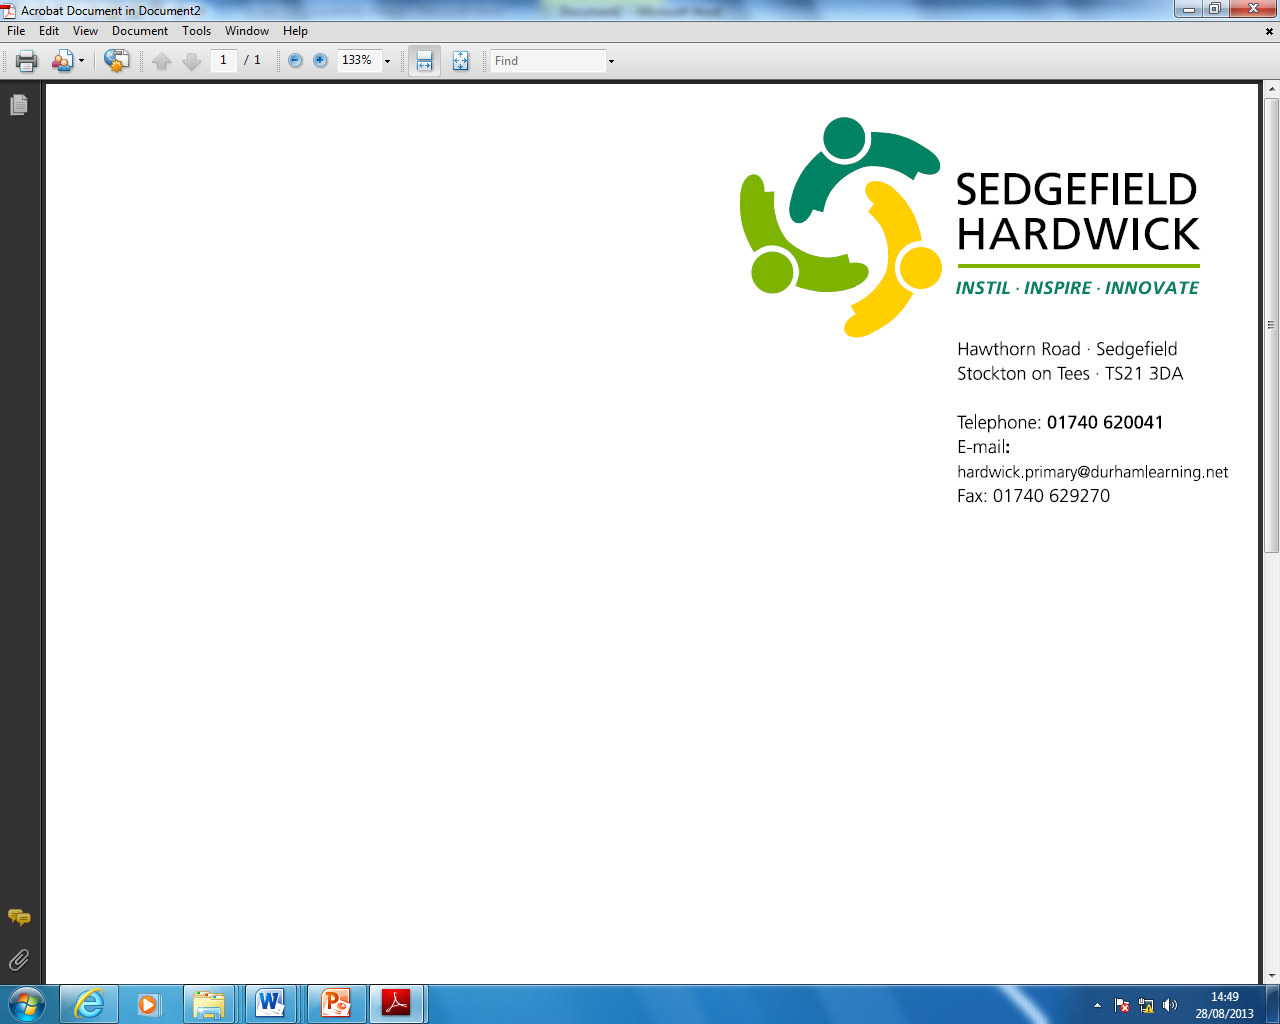 Acrobat Document in Document2
File Edit View Document Tools Window Help
1 / 1 133% Find
SEDGEFIELD
HARDWICK
INSTIL · INSPIRE · INNOVATE
Hawthorn Road · Sedgefield
Stockton on Tees · TS21 3DA
Telephone: 01740 620041
E-mail:
hardwick.primary@durhamlearning.net
Fax: 01740 629270
14:49
28/08/2013